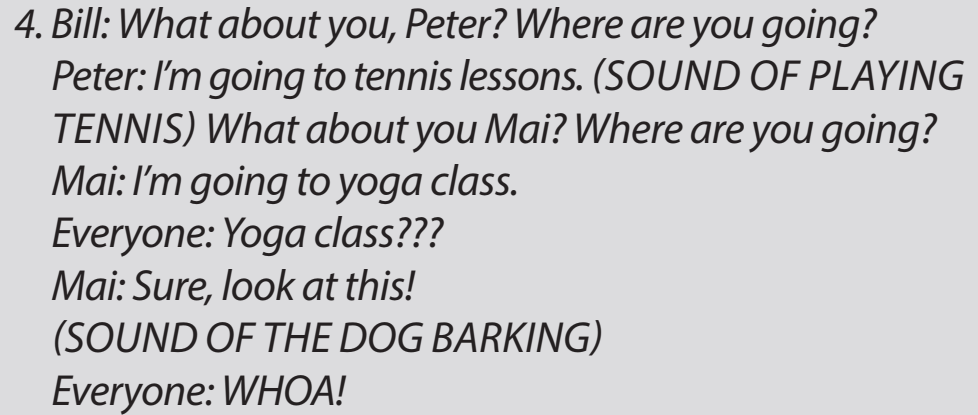 4. Bill: What about you, Peter? Where are you going?
Peter: I'm going to tennis lessons. (SOUND OF PLAYING
TENNIS) What about you Mai? Where are you going?
Mai: I'm going to yoga class.
Everyone: Yoga class???
Mai: Sure, look at this!
(SOUND OF THE DOG BARKING)
Everyone: WHOA!